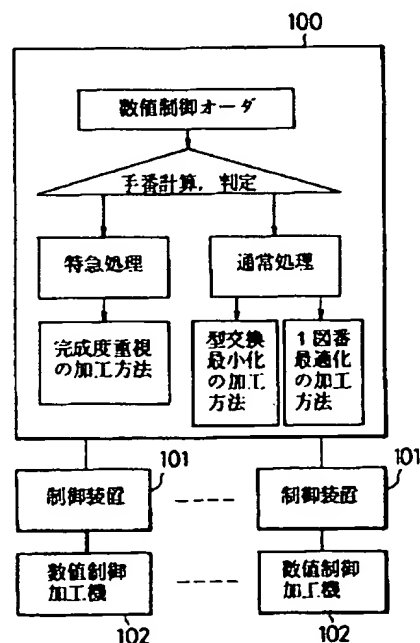 100
数値制御オーダ
手番計算,判定
特急処理
通常処理
完成度重視
の加工方法
型交換
最小化
の加工
方法
1図番
最適化
の加工
方法
101
101
制御装置
制御装置
数値制御
加工機
数値制御
加工機
102
102